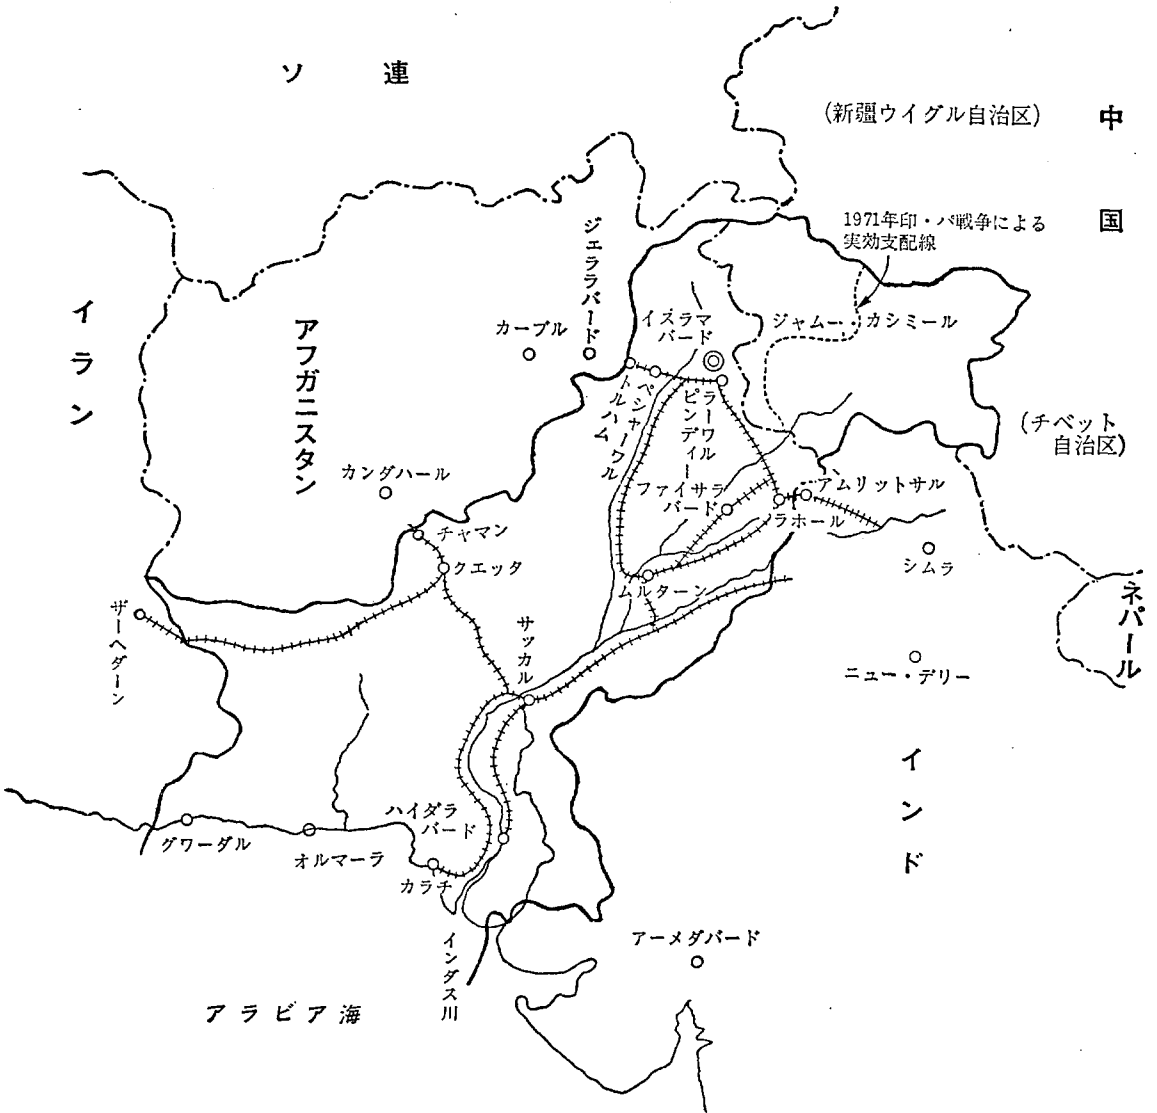 ソ連
(新疆ウイグル自治区)
中国
1971年印・パ戦争による
実効支配線
イラン
アフガニスタン
カーブル
ジェララバード
イスラマ
バード
ジャムー・カシミール
トルハム
ペシャーワル
ラーワル
ピンディー
(チベット
自治区)
カンダハール
ファイサラ
バード
アムリットサル
ラホール
チャマン
クエッタ
ムルターン
シムラ
ネパール
ザーヘダーン
サッカル
ニュー・デリー
インド
ハイダラ
バード
グワーダル
オルマーラ
カラチ
インダス川
アーメダバード
アラビア海